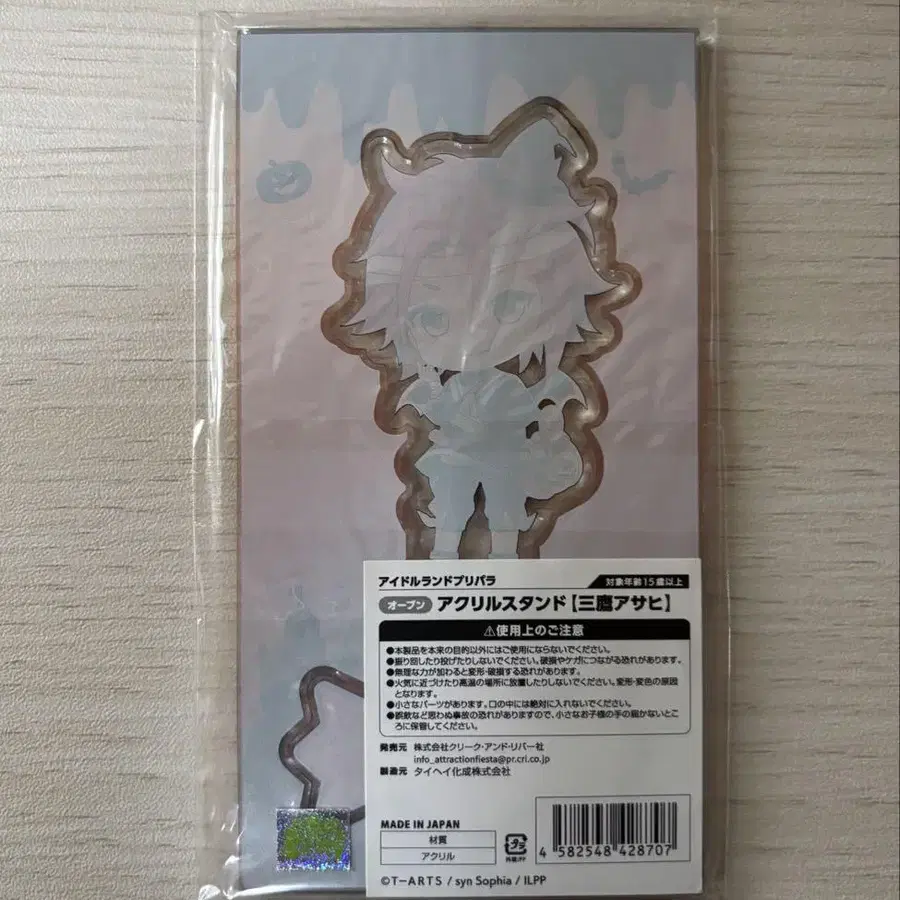 アイドルランドプリパラ
対象年齢15歳以上
オープン アクリルスタンド【三鷹アサヒ】
⚠使用上のご注意
●本製品を本来の目的以外にはご使用にならないでください。
●振り回したり投げたりしないでください。破損やケガにつながる恐れがあります。
●無理な力が加わると変形・破損する恐れがあります。
●火気に近づけたり高温の場所に放置したりしないでください。変形・変色の原因
となります。
●小さなパーツがあります。口の中には絶対に入れないでください。
●誤飲など思わぬ事故の恐れがありますので、小さなお子様の手の届かないとこ
ろに保管してください。
発売元 株式会社クリーク・アンド・リバー社
info_attractionfiesta@pr.cri.co.jp
製造元 タイヘイ化成株式会社
MADE IN JAPAN
材質
アクリル
プラ
外装:PP
4 582548 428707
©T-ARTS / syn Sophia / ILPP